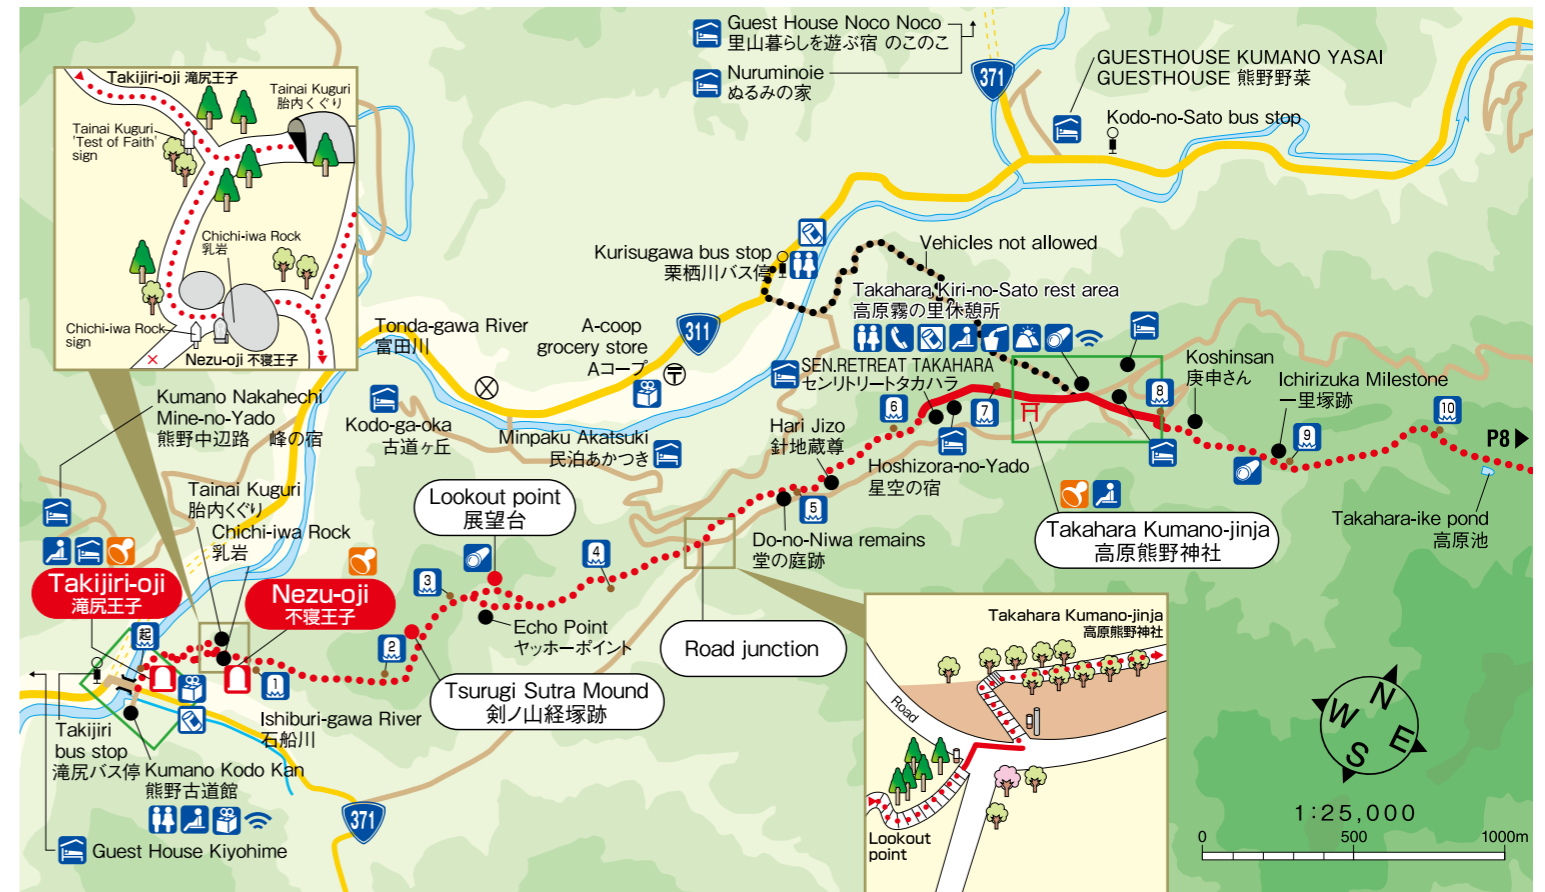 Guest House Noco Noco
里山暮らしを遊ぶ宿 のこのこ
Nuruminoie
ぬるみの家
371
GUESTHOUSE KUMANO YASAI
GUESTHOUSE 熊野野菜
Kodo-no-Sato bus stop
Takijiri-oji 滝尻王子
Tainai Kuguri
胎内くぐり
Tainai Kuguri
'Test of Faith'
sign
Chichi-iwa Rock
乳岩
Chichi-iwa Rock
sign
Nezu-oji 不寝王子
Kurisugawa bus stop
栗栖川バス停
Vehicles not allowed
Takahara Kiri-no-Sato rest area
高原霧の里休憩所
Tonda-gawa River
富田川
A-coop
grocery store
Aコープ
311
SEN.RETREAT TAKAHARA
センリトリートタカハラ
Koshinsan
庚申さん
Ichirizuka Milestone
一里塚跡
Kumano Nakahechi
Mine-no-Yado
熊野中辺路 峰の宿
Kodo-ga-oka
古道ヶ丘
Minpaku Akatsuki
民泊あかつき
Hari Jizo
針地蔵尊
6
7
8
9
10
P8
Hoshizora-no-Yado
星空の宿
Tainai Kuguri
胎内くぐり
Chichi-iwa Rock
乳岩
Lookout point
展望台
5
Do-no-Niwa remains
堂の庭跡
Takahara Kumano-jinja
高原熊野神社
Takahara-ike pond
高原池
Takijiri-oji
滝尻王子
Nezu-oji
不寝王子
3
4
起
2
1
Echo Point
ヤッホーポイント
Road junction
Tsurugi Sutra Mound
剣ノ山経塚跡
Ishiburi-gawa River
石船川
Takijiri
bus stop
滝尻バス停
Kumano Kodo Kan
熊野古道館
371
Guest House Kiyohime
Takahara Kumano-jinja
高原熊野神社
Road
Lookout
point
N
W
E
S
1:25,000
0 500 1000m